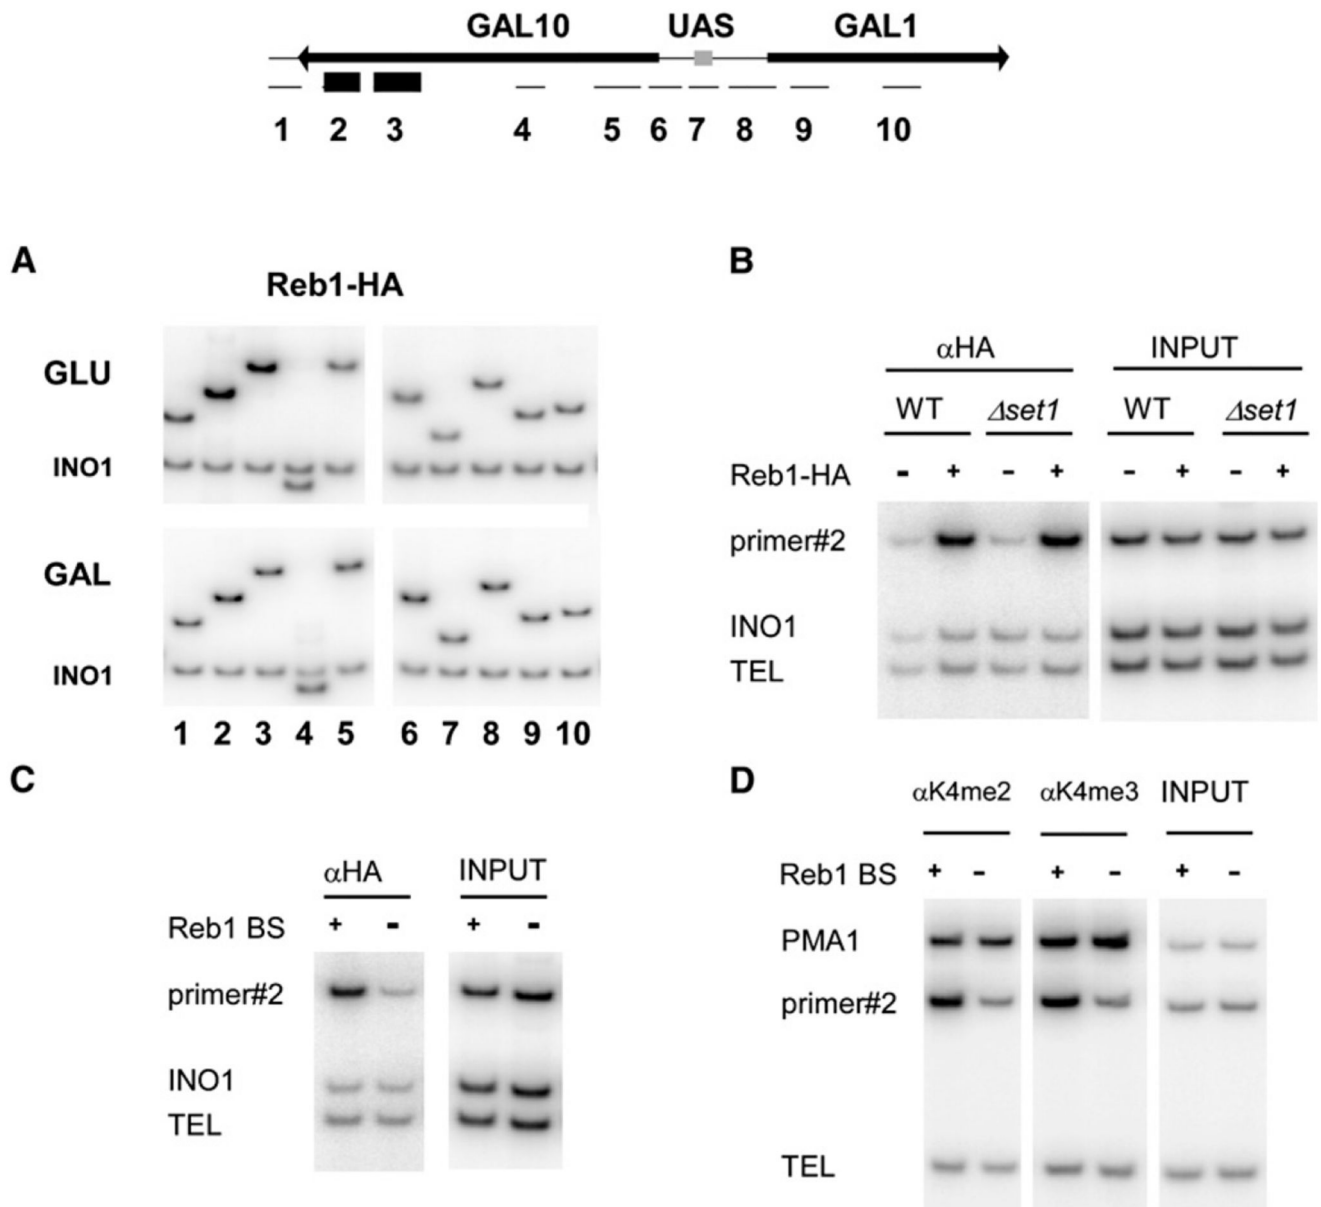 GAL10 UAS GAL1
1 2 3 4 5 6 7 8 9 10
A
Reb1-HA
GLU
INO1
GAL
INO1
1 2 3 4 5 6 7 8 9 10
B
αHA INPUT
WT Δset1 WT Δset1
Reb1-HA - + - + - + - +
primer#2
INO1
TEL
C
αHA INPUT
Reb1 BS + - + -
primer#2
INO1
TEL
D
αK4me2 αK4me3 INPUT
Reb1 BS + - + - + -
PMA1
primer#2
TEL